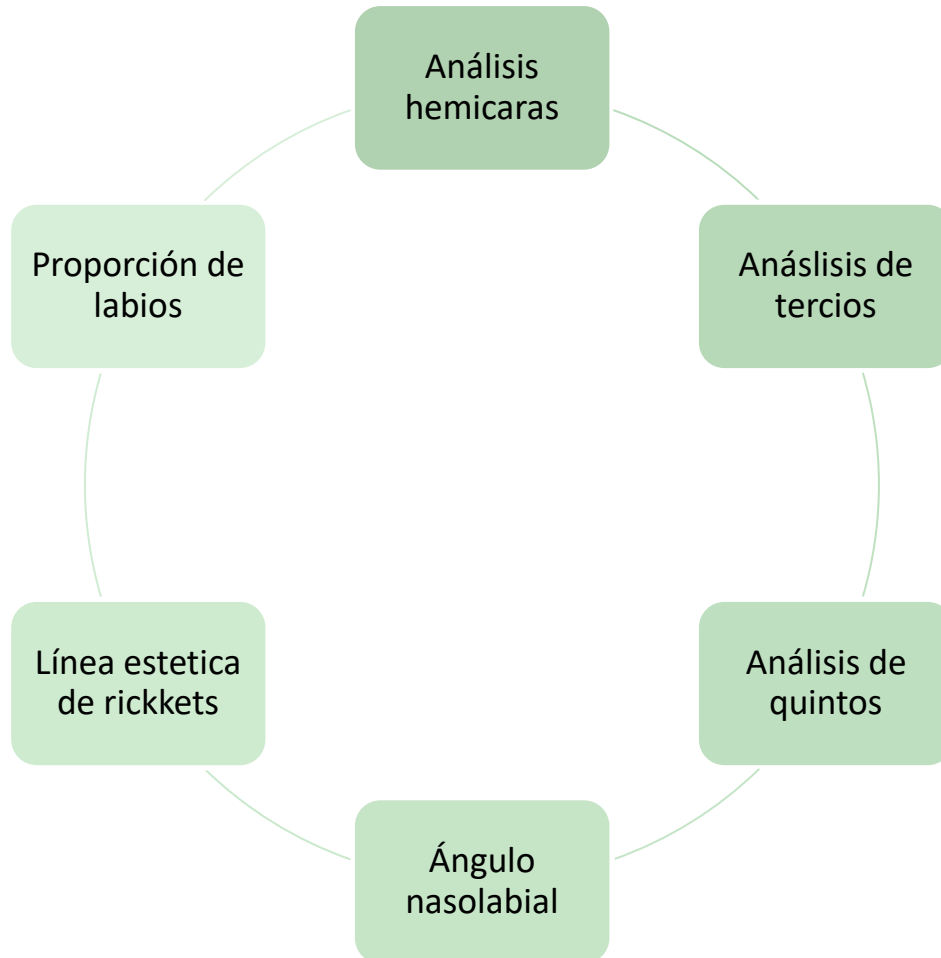 Análisis
hemicaras
Anáslisis de
tercios
Análisis de
quintos
Ángulo
nasolabial
Línea estetica
de rickkets
Proporción de
labios